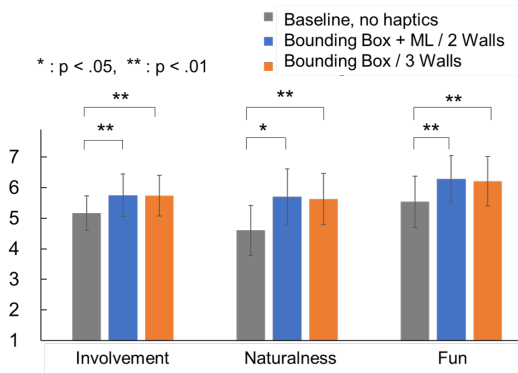 Baseline, no haptics
Bounding Box + ML / 2 Walls
Bounding Box / 3 Walls
* : p < .05, ** : p < .01
** ** **
** * **
7
6
5
4
3
2
1
Involvement Naturalness Fun